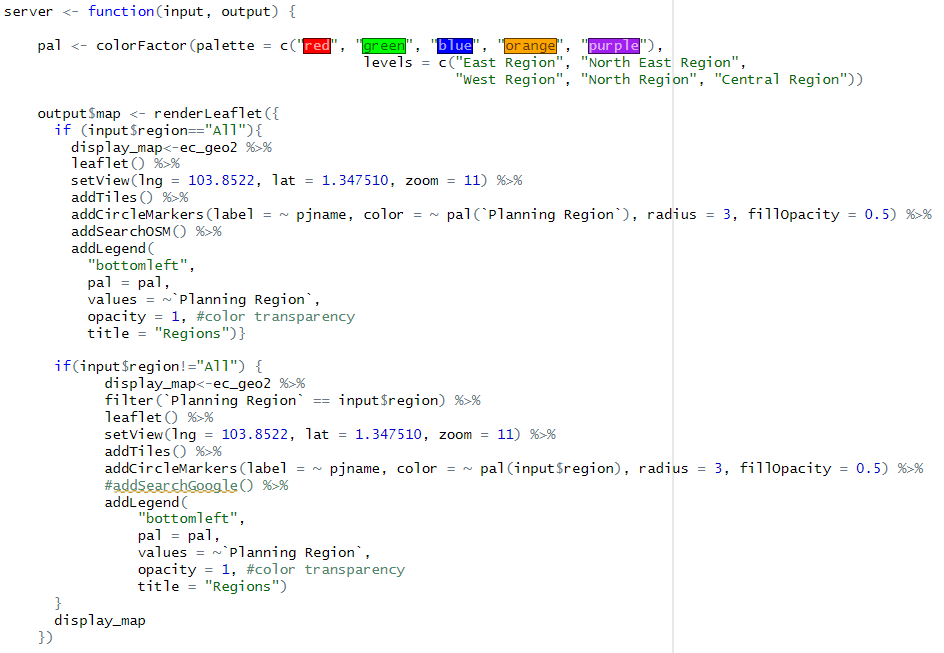 server <- function(input, output) {
pal <- colorFactor(palette = c("red", "green", "blue", "orange", "purple"),
levels = c("East Region", "North East Region",
"West Region", "North Region", "Central Region"))
output$map <- renderLeaflet({
if (input$region=="All"){
display_map<-ec_geo2 %>%
leaflet() %>%
setView(lng = 103.8522, lat = 1.347510, zoom = 11) %>%
addTiles() %>%
addCircleMarkers(label = ~ pjname, color = ~ pal(`Planning Region`), radius = 3, fillOpacity = 0.5) %>%
addSearchOSM() %>%
addLegend(
"bottomleft",
pal = pal,
values = ~`Planning Region`,
opacity = 1, #color transparency
title = "Regions")}
if(input$region!="All") {
display_map<-ec_geo2 %>%
filter(`Planning Region` == input$region) %>%
leaflet() %>%
setView(lng = 103.8522, lat = 1.347510, zoom = 11) %>%
addTiles() %>%
addCircleMarkers(label = ~ pjname, color = ~ pal(input$region), radius = 3, fillOpacity = 0.5) %>%
#addSearchGoogle() %>%
addLegend(
"bottomleft",
pal = pal,
values = ~`Planning Region`,
opacity = 1, #color transparency
title = "Regions")
}
display_map
})